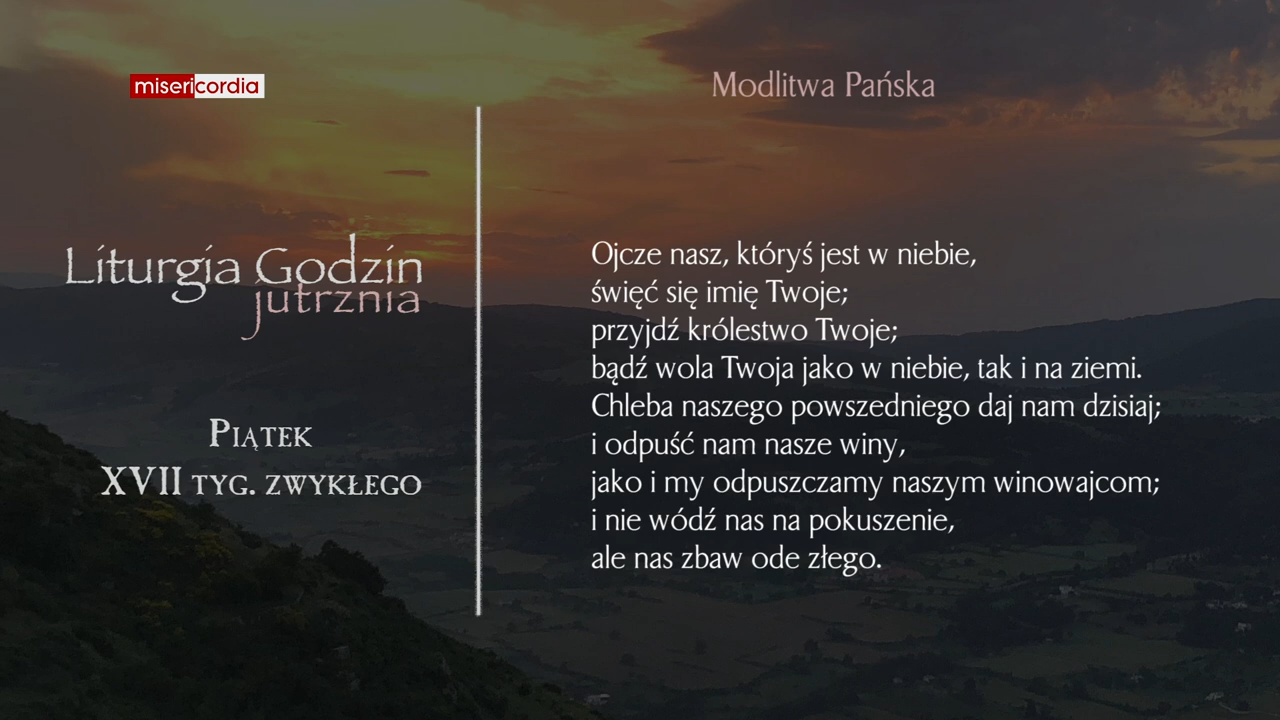 misericordia
Modlitwa Pańska
Liturgia Godzin
jutrznia
Piątek
XVII tyg. zwykłego
Ojcze nasz, któryś jest w niebie,
święć się imię Twoje;
przyjdź królestwo Twoje;
bądź wola Twoja jako w niebie, tak i na ziemi.
Chleba naszego powszedniego daj nam dzisiaj;
i odpuść nam nasze winy,
jako i my odpuszczamy naszym winowajcom;
i nie wódź nas na pokuszenie,
ale nas zbaw ode złego.